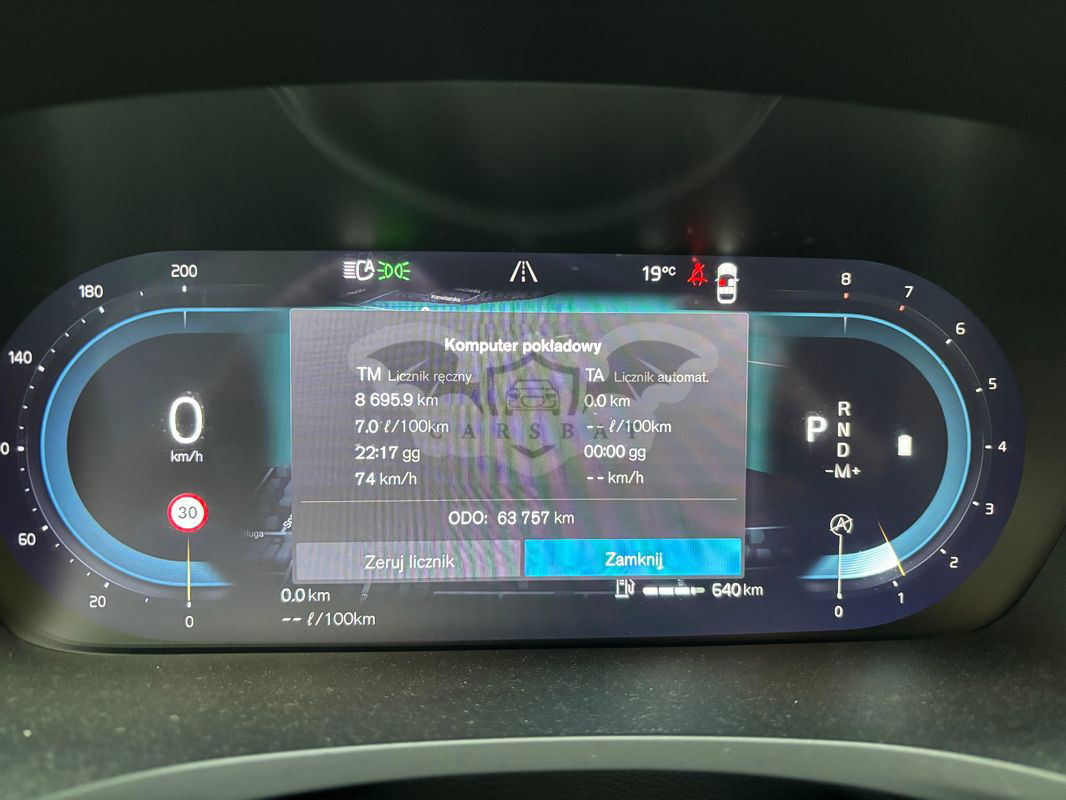 200
19°C
180
8
7
Komputer pokładowy
6
140
TM Licznik ręczny
TA Licznik automat.
5
8 695.9 km
0.0 km
0
7.0 ℓ/100km
-- ℓ/100km
P
R
N
D
-M+
4
CARSBAT
km/h
22:17 gg
00:00 gg
74 km/h
-- km/h
30
ODO: 63 757 km
3
60
Zeruj licznik
Zamknij
2
20
0.0 km
640 km
1
0
-- ℓ/100km
0